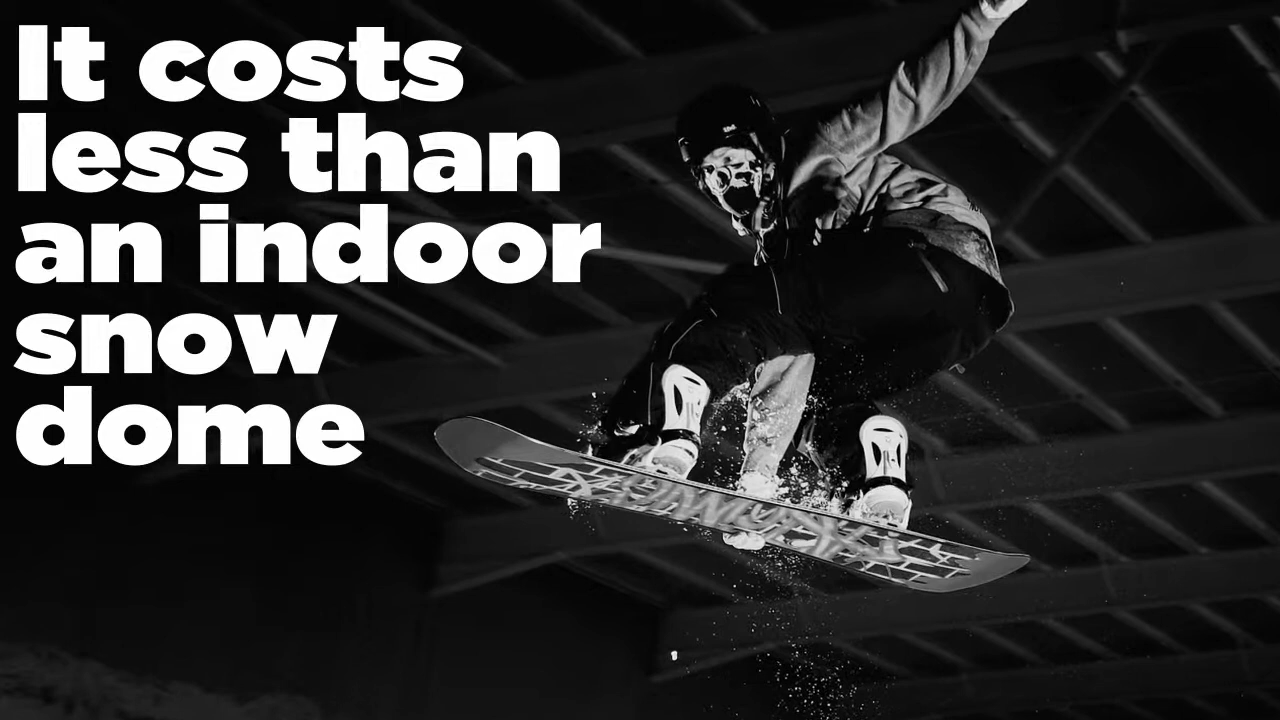 It costs
less than
an indoor
snow
dome